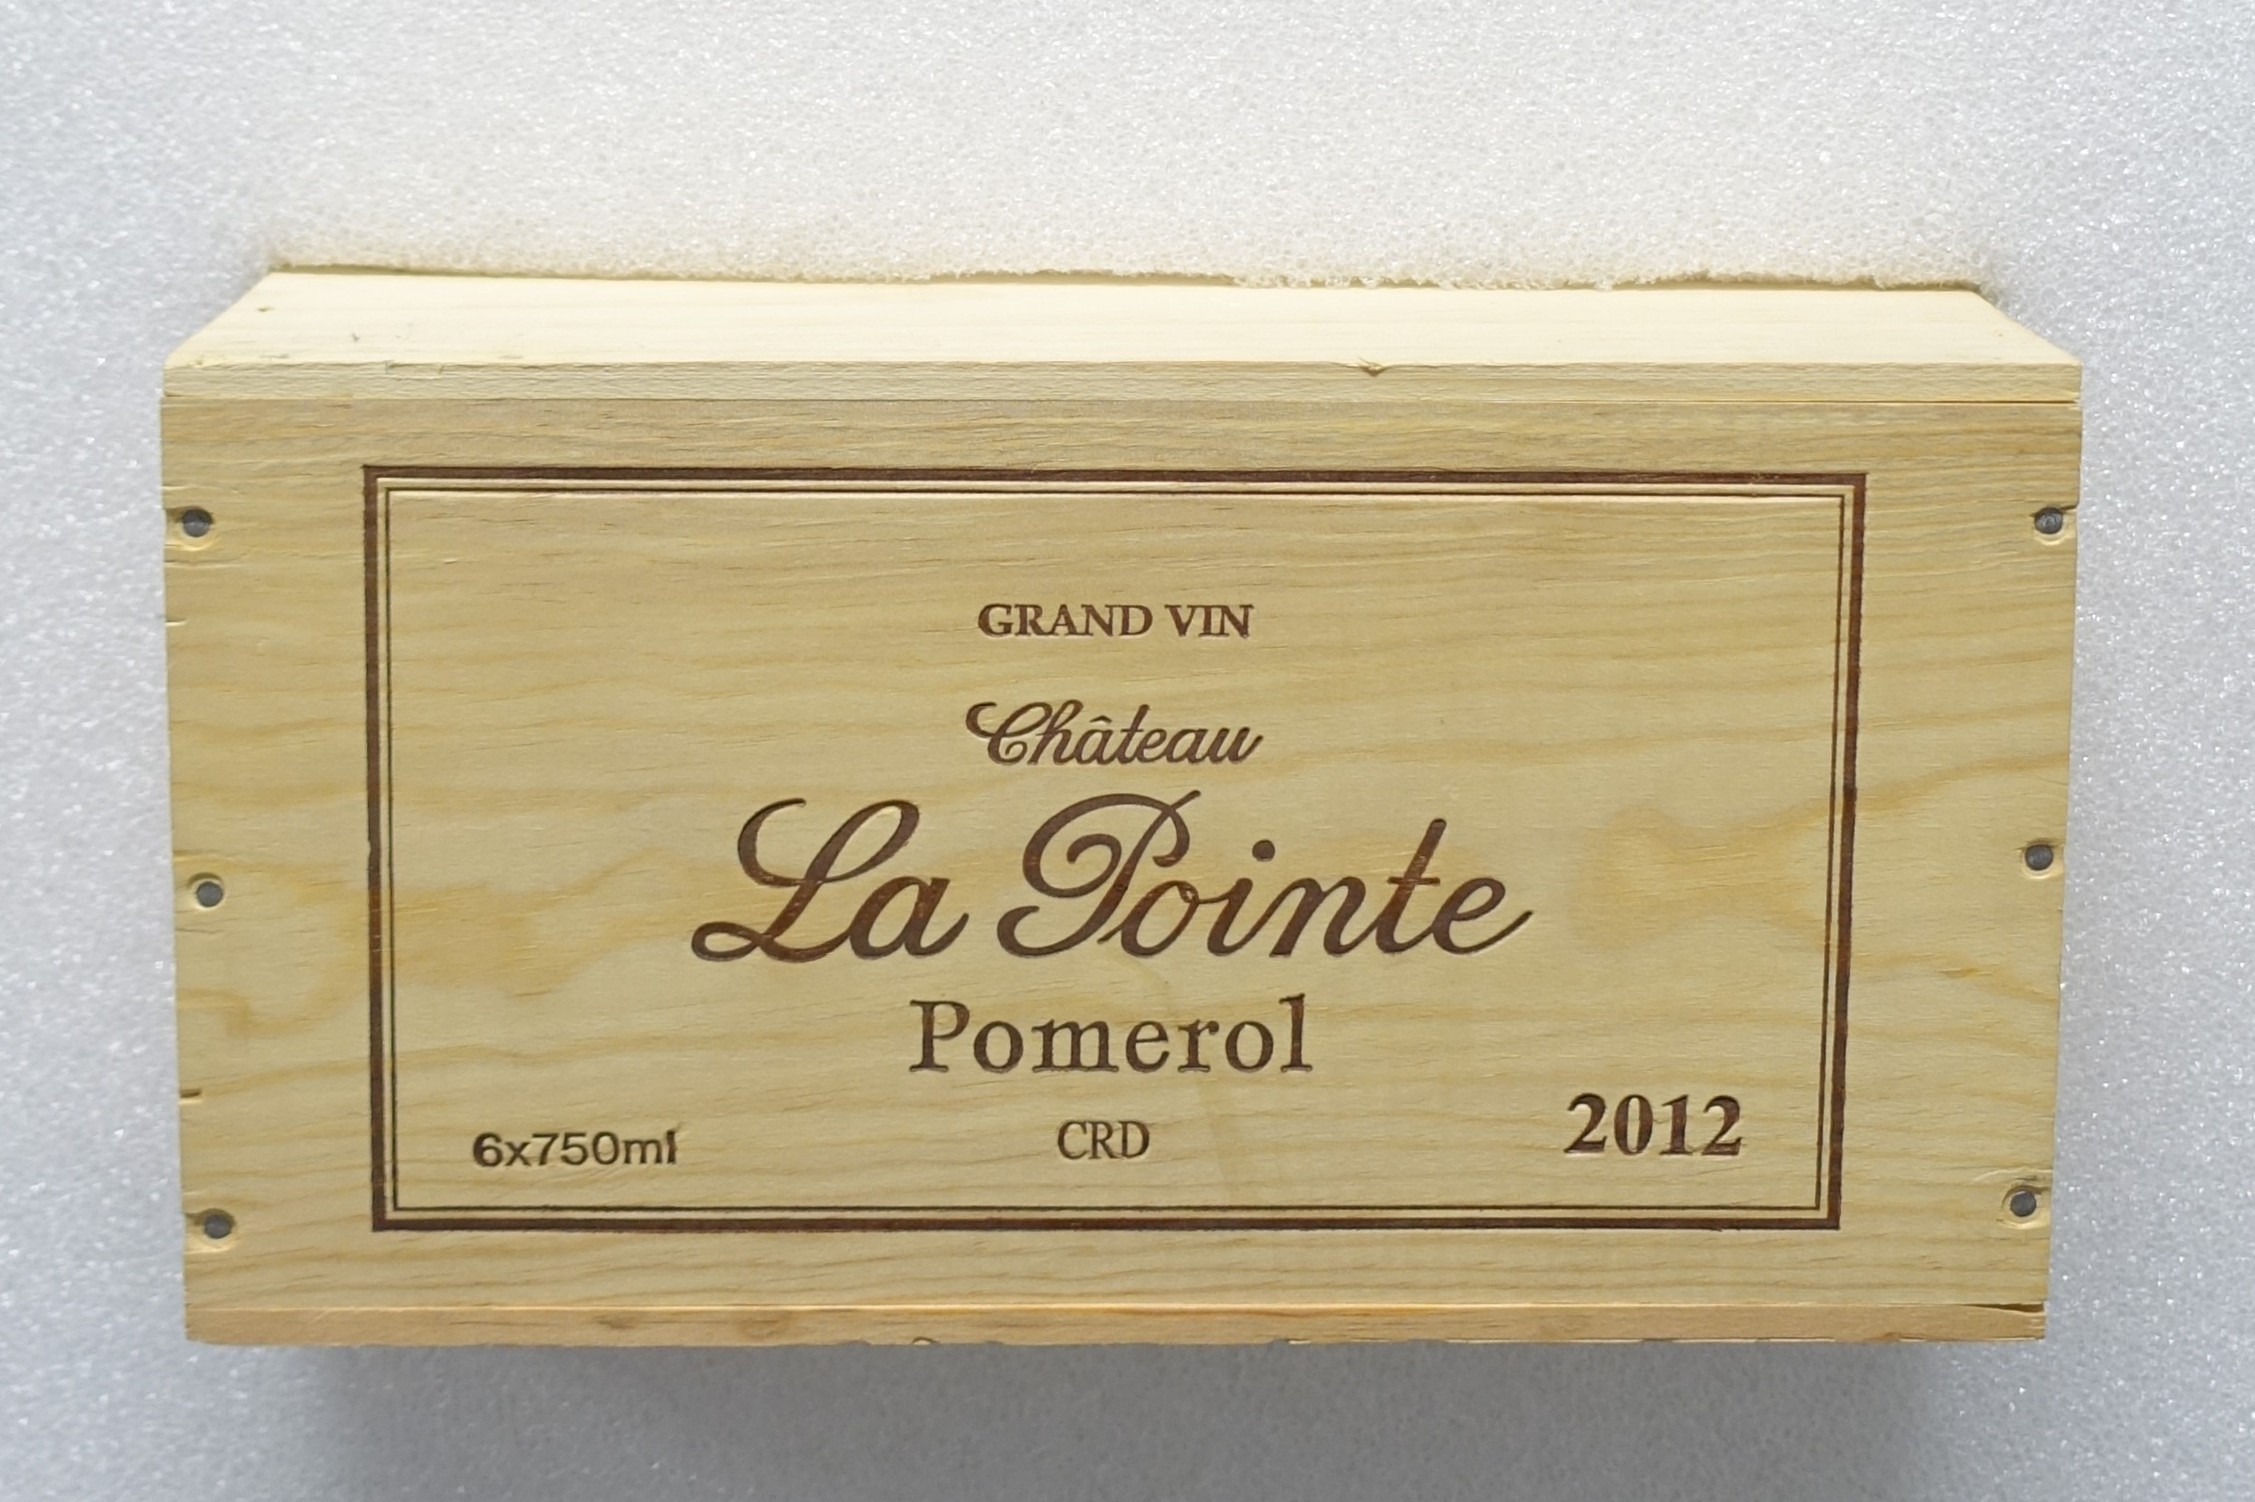 GRAND VIN
Château
La Pointe
Pomerol
6x750ml
CRD
2012